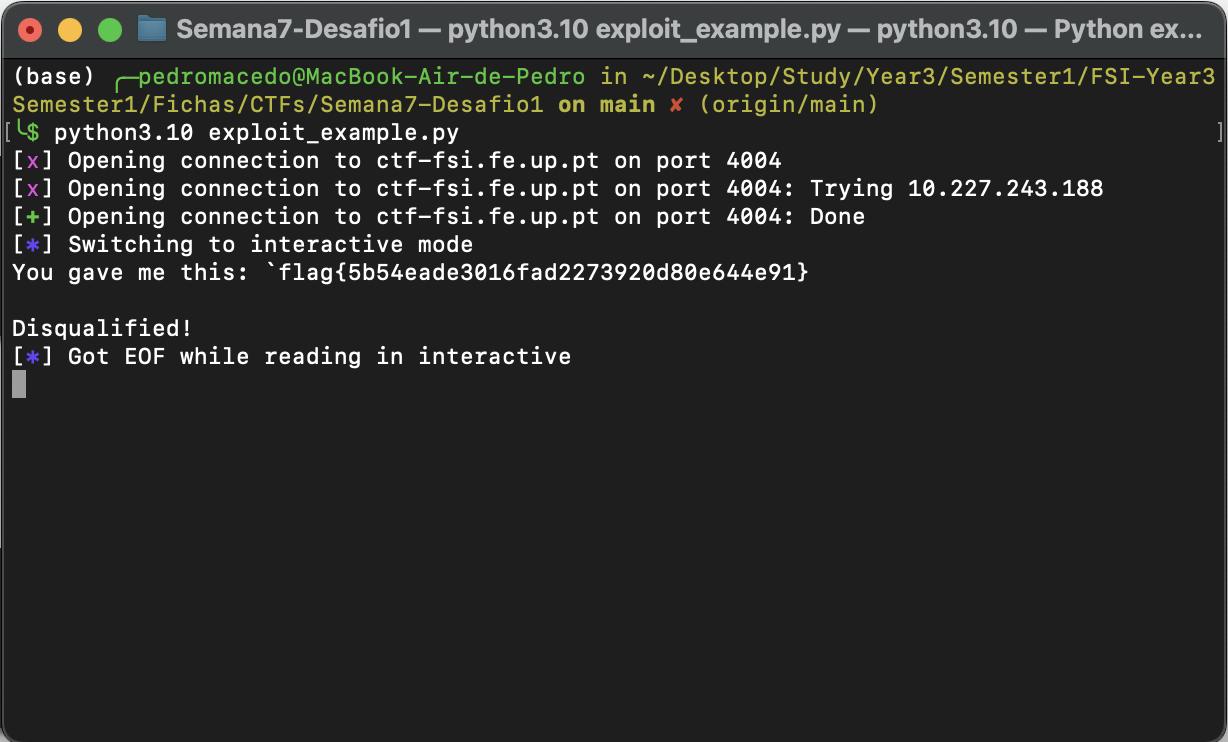 Semana7-Desafio1 — python3.10 exploit_example.py — python3.10 — Python ex...
(base) ╭─pedromacedo@MacBook-Air-de-Pedro in ~/Desktop/Study/Year3/Semester1/FSI-Year3
Semester1/Fichas/CTFs/Semana7-Desafio1 on main ✘ (origin/main)
[╰$ python3.10 exploit_example.py ]
[x] Opening connection to ctf-fsi.fe.up.pt on port 4004
[x] Opening connection to ctf-fsi.fe.up.pt on port 4004: Trying 10.227.243.188
[+] Opening connection to ctf-fsi.fe.up.pt on port 4004: Done
[*] Switching to interactive mode
You gave me this: `flag{5b54eade3016fad2273920d80e644e91}
Disqualified!
[*] Got EOF while reading in interactive